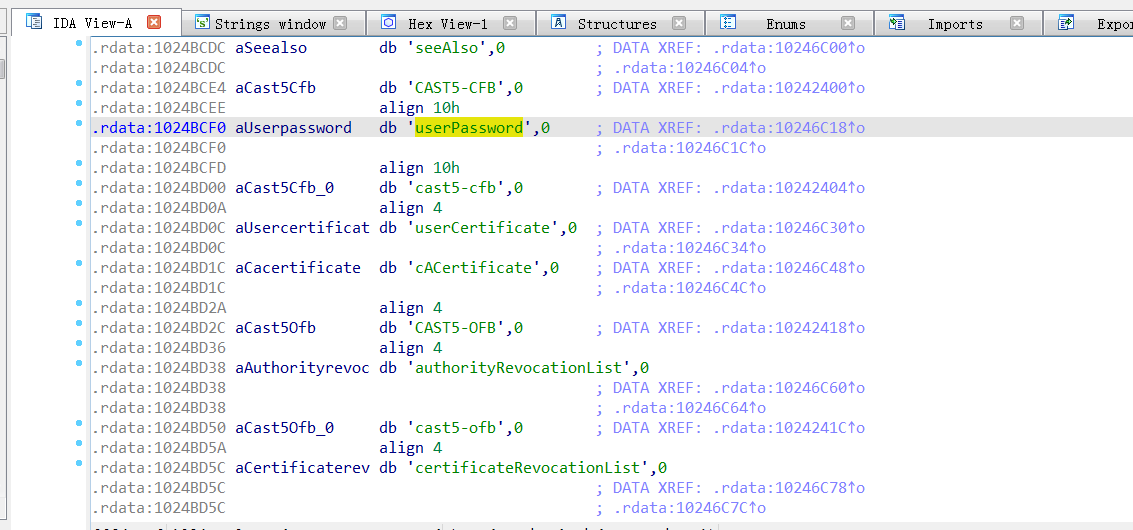 IDA View-A Strings window Hex View-1 Structures Enums Imports Expor
.rdata:1024BCDC aSeealso db 'seeAlso',0 ; DATA XREF: .rdata:10246C00↑o
.rdata:1024BCDC ; .rdata:10246C04↑o
.rdata:1024BCE4 aCast5Cfb db 'CAST5-CFB',0 ; DATA XREF: .rdata:10242400↑o
.rdata:1024BCEE align 10h
.rdata:1024BCF0 aUserpassword db 'userPassword',0 ; DATA XREF: .rdata:10246C18↑o
.rdata:1024BCF0 ; .rdata:10246C1C↑o
.rdata:1024BCFD align 10h
.rdata:1024BD00 aCast5Cfb_0 db 'cast5-cfb',0 ; DATA XREF: .rdata:10242404↑o
.rdata:1024BD0A align 4
.rdata:1024BD0C aUsercertificat db 'userCertificate',0 ; DATA XREF: .rdata:10246C30↑o
.rdata:1024BD0C ; .rdata:10246C34↑o
.rdata:1024BD1C aCacertificate db 'cACertificate',0 ; DATA XREF: .rdata:10246C48↑o
.rdata:1024BD1C ; .rdata:10246C4C↑o
.rdata:1024BD2A align 4
.rdata:1024BD2C aCast5Ofb db 'CAST5-OFB',0 ; DATA XREF: .rdata:10242418↑o
.rdata:1024BD36 align 4
.rdata:1024BD38 aAuthorityrevoc db 'authorityRevocationList',0
.rdata:1024BD38 ; DATA XREF: .rdata:10246C60↑o
.rdata:1024BD38 ; .rdata:10246C64↑o
.rdata:1024BD50 aCast5Ofb_0 db 'cast5-ofb',0 ; DATA XREF: .rdata:1024241C↑o
.rdata:1024BD5A align 4
.rdata:1024BD5C aCertificaterev db 'certificateRevocationList',0
.rdata:1024BD5C ; DATA XREF: .rdata:10246C78↑o
.rdata:1024BD5C ; .rdata:10246C7C↑o